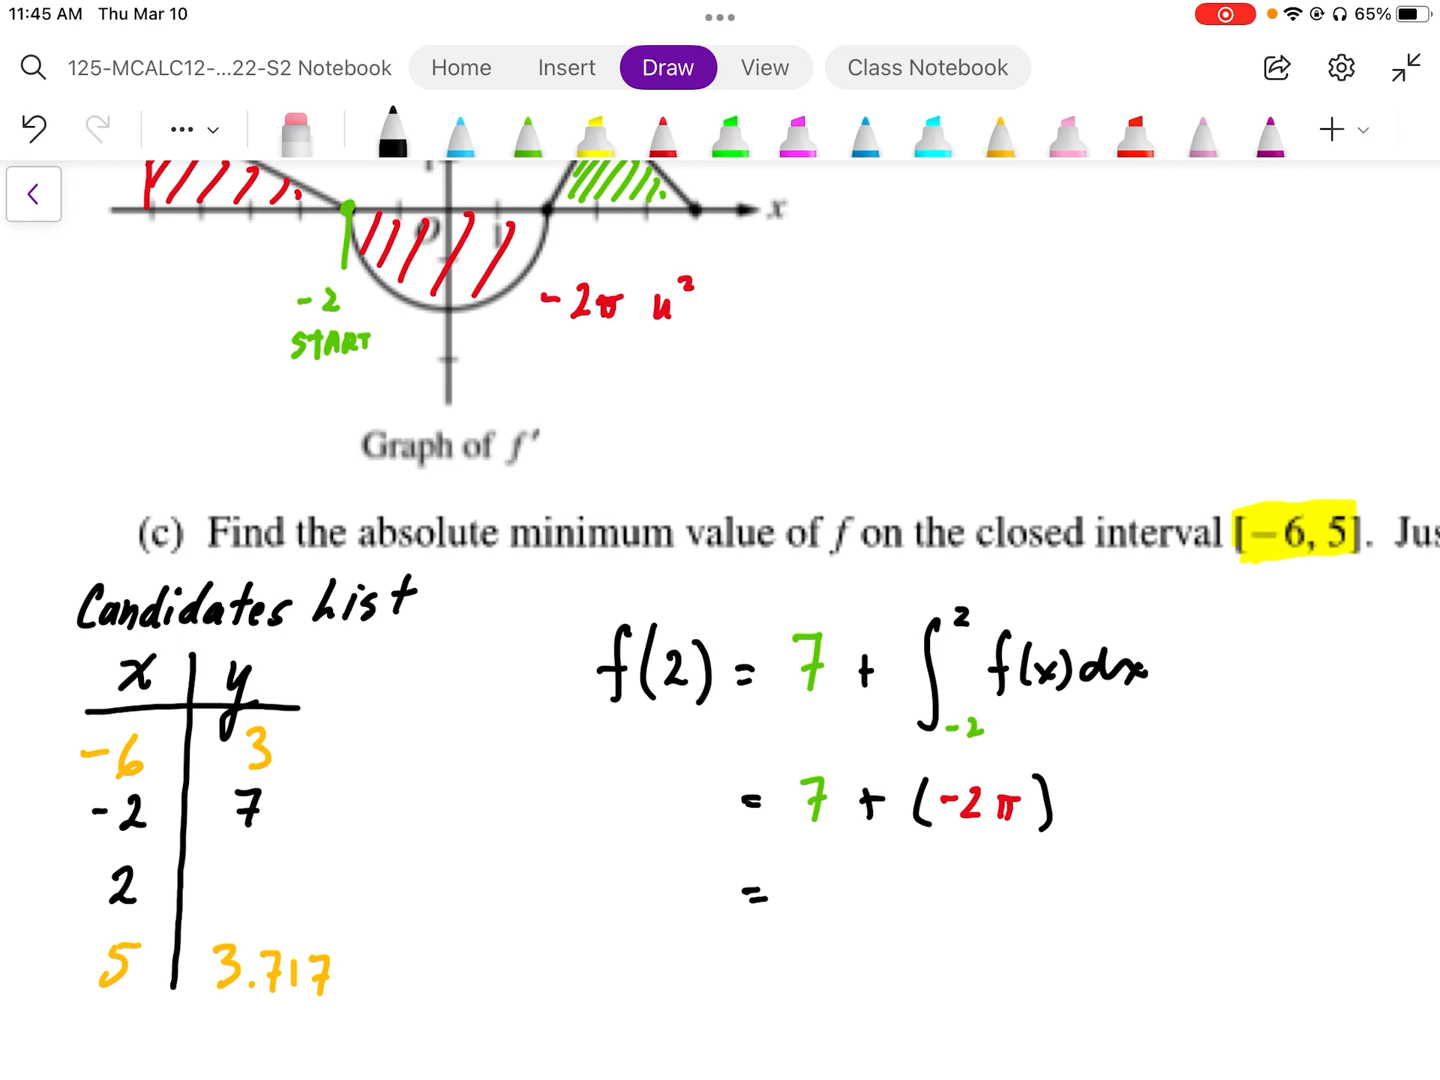 11:45 AM Thu Mar 10
65%
125-MCALC12-...22-S2 Notebook Home Insert Draw View Class Notebook
x
O 1
-2
START
-2π u²
Graph of f'
(c) Find the absolute minimum value of f on the closed interval [-6, 5]. Jus
Candidates List
x y
-6 3
-2 7
2
5 3.717
f(2) = 7 + ∫₋₂² f(x)dx
= 7 + (-2π)
=